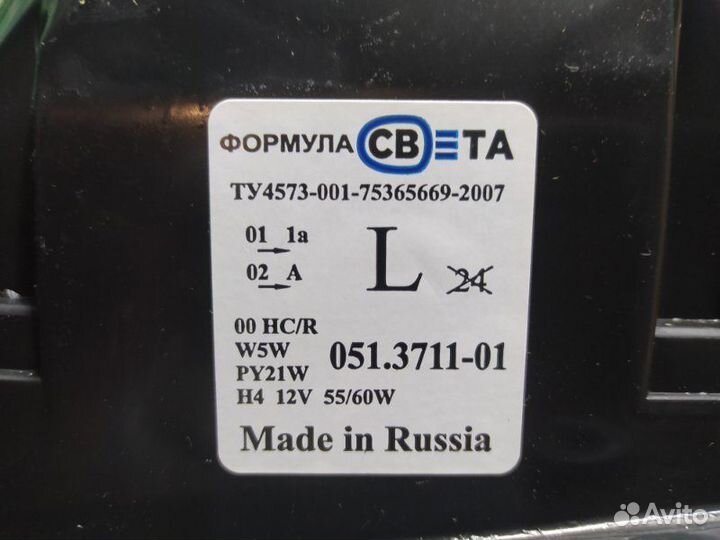 ФОРМУЛА СВЕТА
ТУ4573-001-75365669-2007
01 1a
02 A
L
24
00 HC/R
W5W
PY21W
H4 12V 55/60W
051.3711-01
Made in Russia
Avito